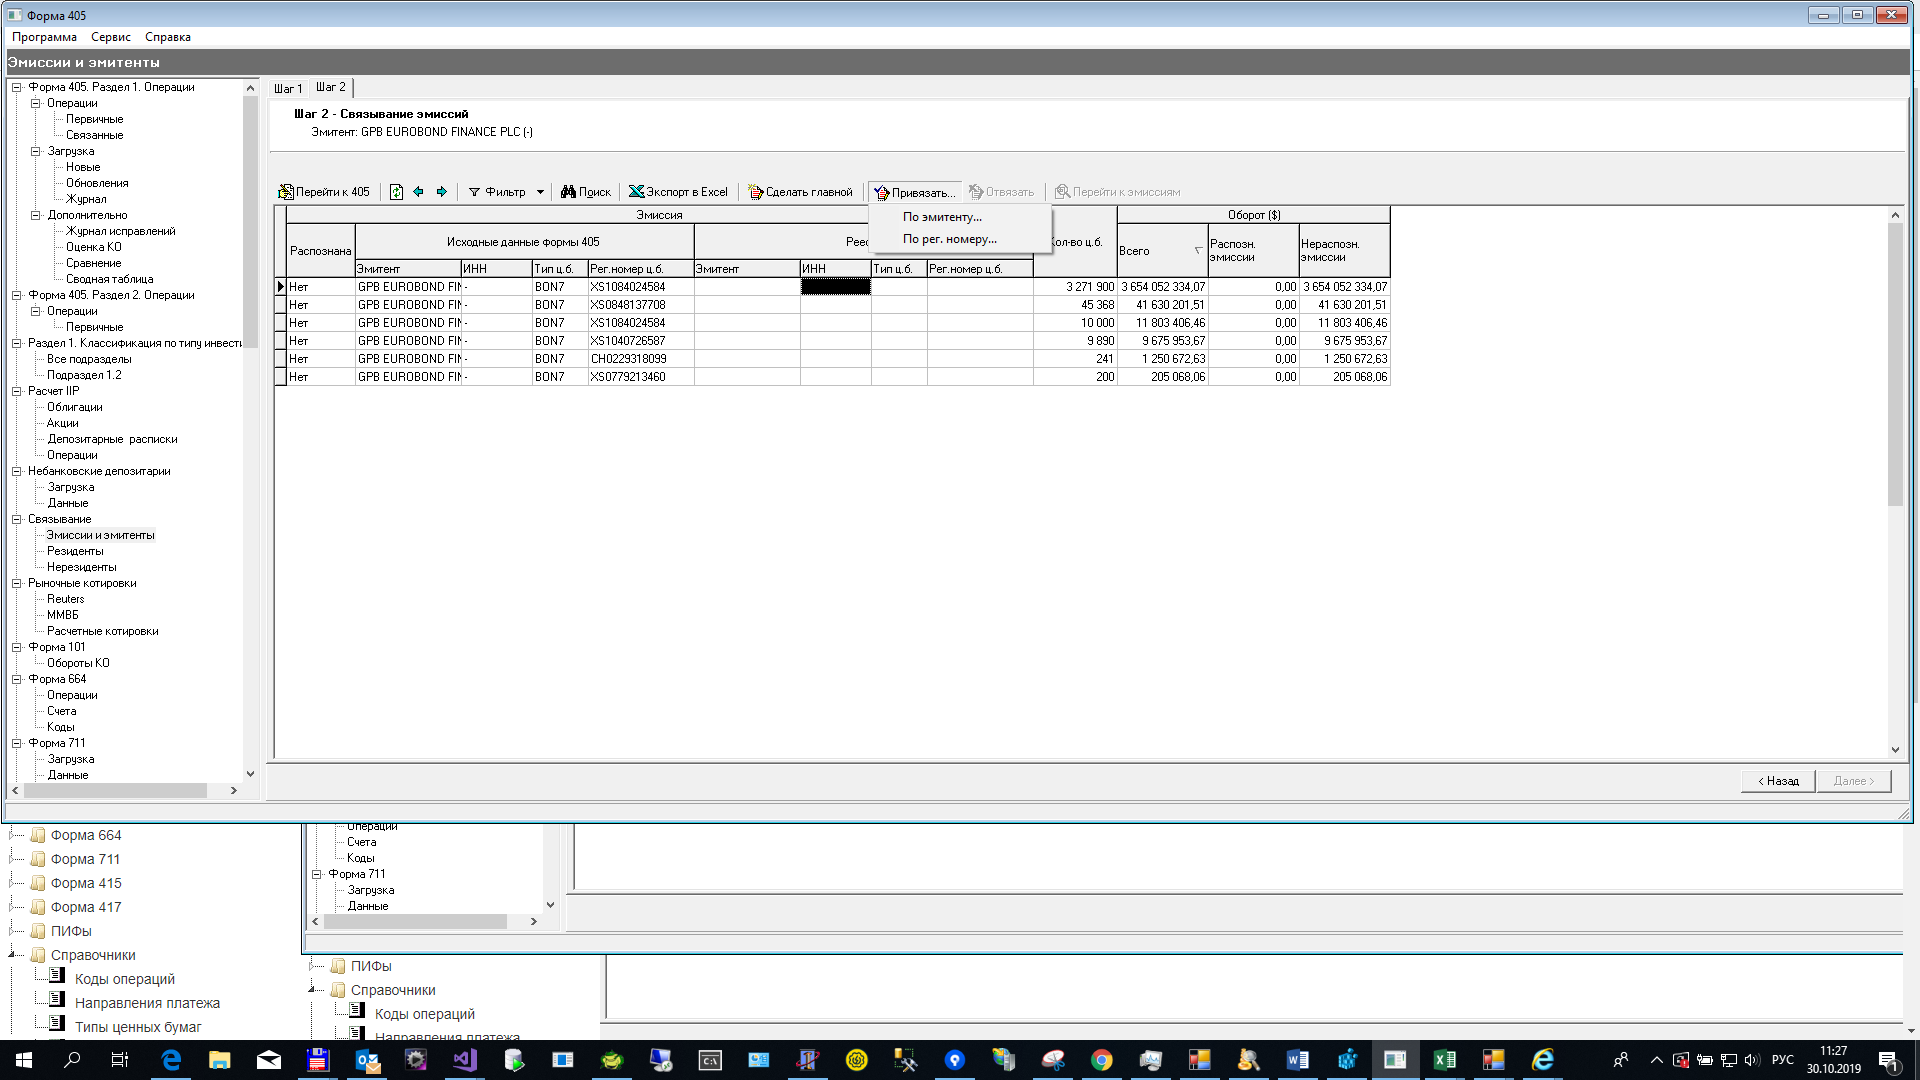 Форма 405
Программа Сервис Справка
Эмиссии и эмитенты
Форма 405. Раздел 1. Операции
Операции
Первичные
Связанные
Загрузка
Новые
Обновления
Журнал
Дополнительно
Журнал исправлений
Оценка КО
Сравнение
Сводная таблица
Форма 405. Раздел 2. Операции
Операции
Первичные
Раздел 1. Классификация по типу инвести
Все подразделы
Подраздел 1.2
Расчет IIP
Облигации
Акции
Депозитарные расписки
Операции
Небанковские депозитарии
Загрузка
Данные
Связывание
Эмиссии и эмитенты
Резиденты
Нерезиденты
Рыночные котировки
Reuters
ММВБ
Расчетные котировки
Форма 101
Обороты КО
Форма 664
Операции
Счета
Коды
Форма 711
Загрузка
Данные
Шаг 1 Шаг 2
Шаг 2 - Связывание эмиссий
Эмитент: GPB EUROBOND FINANCE PLC (-)
Перейти к 405 Фильтр Поиск Экспорт в Excel Сделать главной Привязать... Отвязать Перейти к эмиссиям
По эмитенту...
По рег. номеру...
Эмиссия Оборот ($)
Распознана Исходные данные формы 405 Всего Распозн. эмиссии Нераспозн. эмиссии
Эмитент ИНН Тип ц.б. Рег.номер ц.б. Эмитент ИНН Тип ц.б. Рег.номер ц.б.
Нет GPB EUROBOND FIN - BON7 XS1084024584 3 271 900 3 654 052 334,07 0,00 3 654 052 334,07
Нет GPB EUROBOND FIN - BON7 XS0848137708 45 368 41 630 201,51 0,00 41 630 201,51
Нет GPB EUROBOND FIN - BON7 XS1084024584 10 000 11 803 406,46 0,00 11 803 406,46
Нет GPB EUROBOND FIN - BON7 XS1040726587 9 890 9 675 953,67 0,00 9 675 953,67
Нет GPB EUROBOND FIN - BON7 CH0229318099 241 1 250 672,63 0,00 1 250 672,63
Нет GPB EUROBOND FIN - BON7 XS0779213460 200 205 068,06 0,00 205 068,06
< Назад Далее >
Форма 664
Форма 711
Форма 415
Форма 417
ПИФы
Справочники
Коды операций
Направления платежа
Типы ценных бумаг
Операции
Счета
Коды
Форма 711
Загрузка
Данные
ПИФы
Справочники
Коды операций
Направления платежа
РУС
11:27
30.10.2019
1